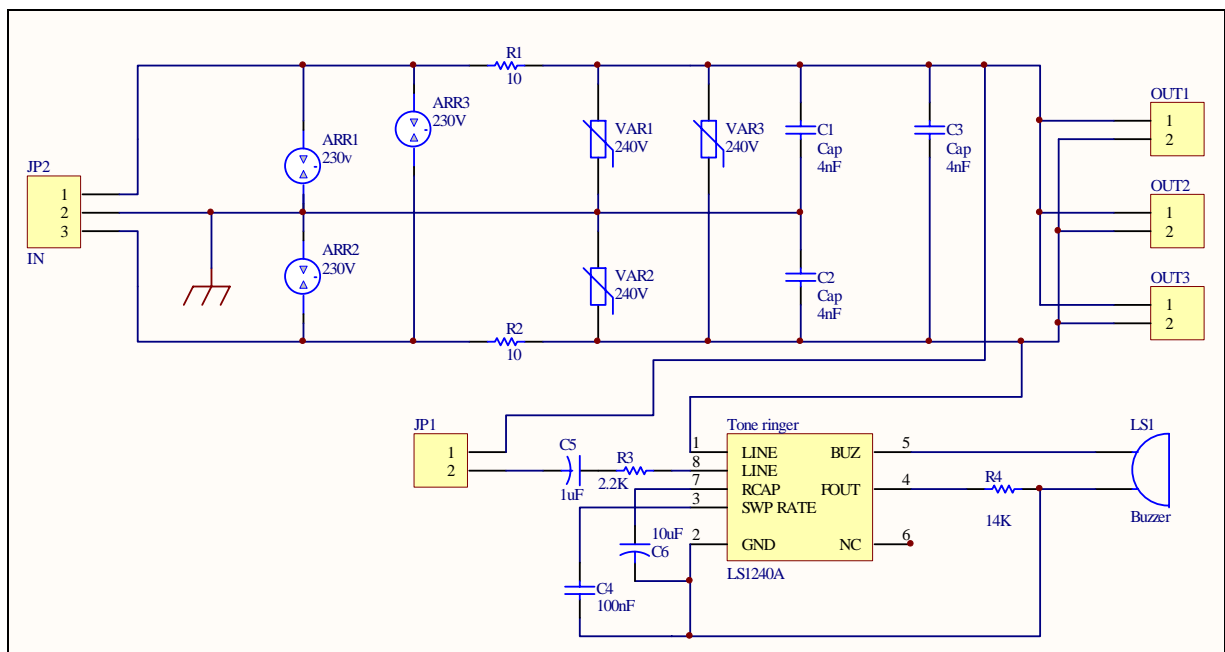 R1
10
ARR3
230V
ARR1
230v
VAR1
240V
VAR3
240V
C1
Cap
4nF
C3
Cap
4nF
OUT1
1
2
JP2
1
2
3
IN
OUT2
1
2
ARR2
230V
VAR2
240V
C2
Cap
4nF
OUT3
1
2
R2
10
JP1
1
2
C5
1uF
R3
2.2K
Tone ringer
1
LINE
8
LINE
7
RCAP
3
SWP RATE
2
GND
BUZ
5
FOUT
4
NC
6
LS1240A
R4
14K
LS1
Buzzer
10uF
C6
C4
100nF